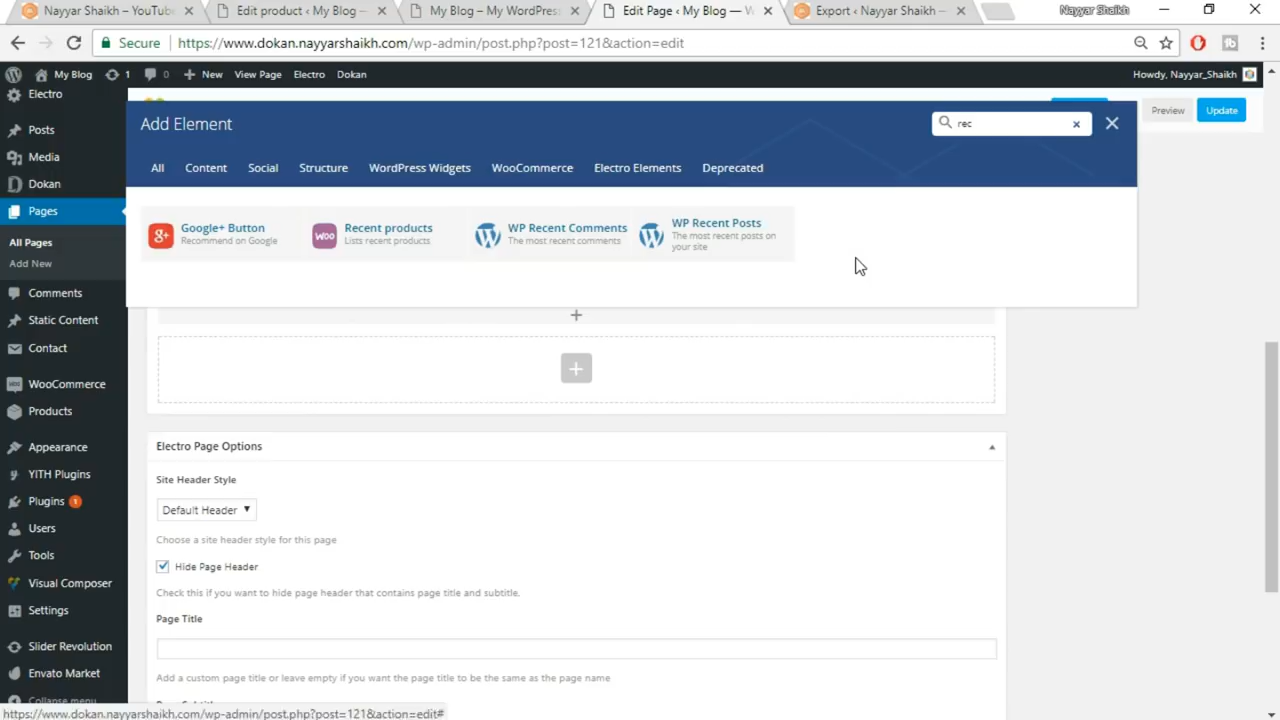 Nayyar Shaikh – YouTub
Edit product ‹ My Blog –
My Blog – My WordPress
Edit Page ‹ My Blog — W
Export ‹ Nayyar Shaikh —
Nayyar Shaikh
Secure
https://www.dokan.nayyarshaikh.com/wp-admin/post.php?post=121&action=edit
My Blog
1
0
New
View Page
Electro
Dokan
Howdy, Nayyar_Shaikh
Electro
Posts
Media
Dokan
Pages
All Pages
Add New
Comments
Static Content
Contact
WooCommerce
Products
Appearance
YITH Plugins
Plugins 1
Users
Tools
Visual Composer
Settings
Slider Revolution
Envato Market
Collapse menu
Preview
Update
Add Element
rec
All
Content
Social
Structure
WordPress Widgets
WooCommerce
Electro Elements
Deprecated
Google+ Button
Recommend on Google
Woo
Recent products
Lists recent products
WP Recent Comments
The most recent comments
WP Recent Posts
The most recent posts on
your site
Electro Page Options
Site Header Style
Default Header
Choose a site header style for this page
Hide Page Header
Check this if you want to hide page header that contains page title and subtitle.
Page Title
Add a custom page title or leave empty if you want the page title to be the same as the page name
https://www.dokan.nayyarshaikh.com/wp-admin/post.php?post=121&action=edit#